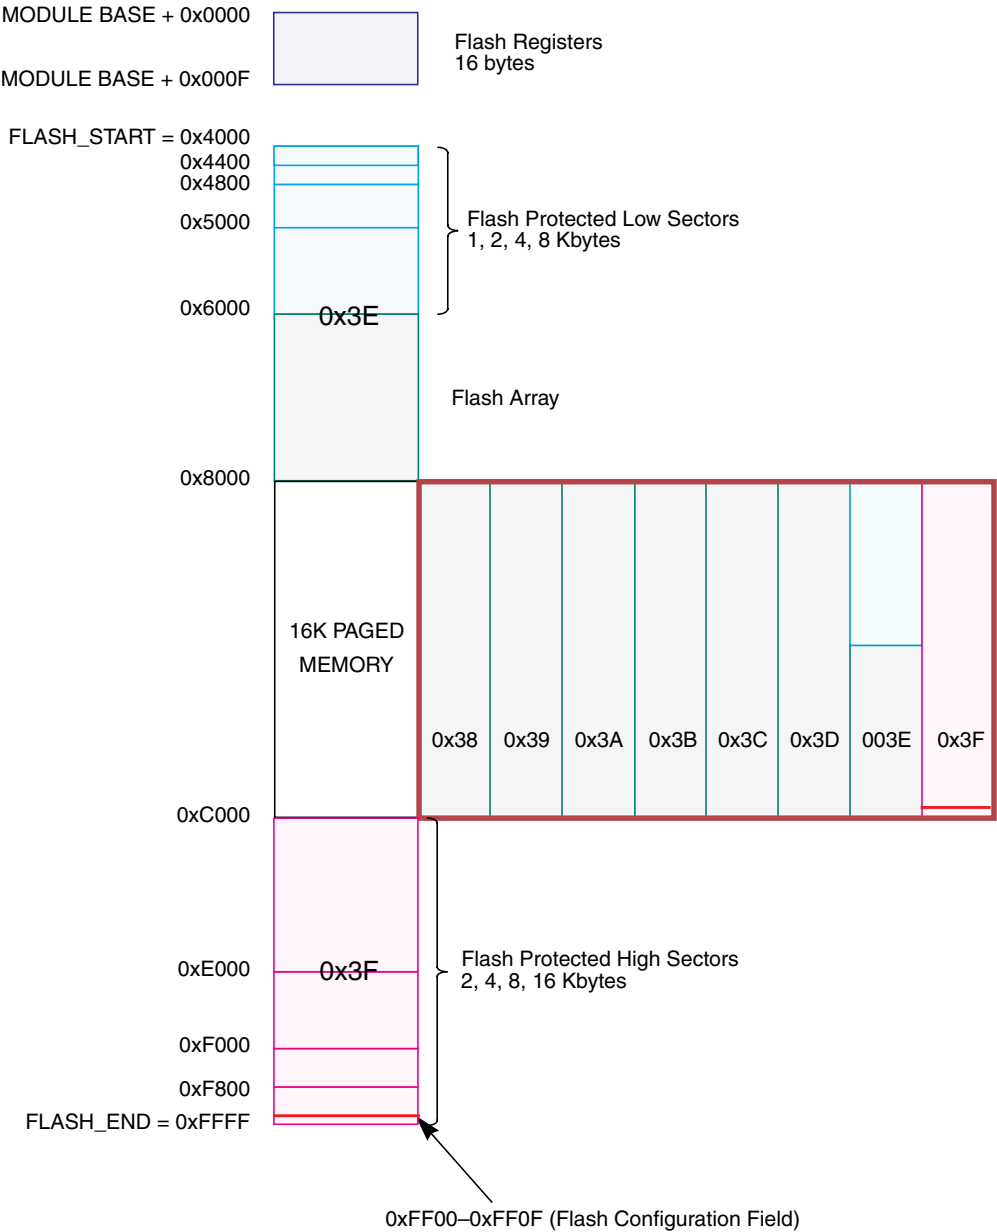 MODULE BASE + 0x0000
Flash Registers
16 bytes
MODULE BASE + 0x000F
FLASH_START = 0x4000
0x4400
0x4800
0x5000
Flash Protected Low Sectors
1, 2, 4, 8 Kbytes
0x6000
0x3E
Flash Array
0x8000
16K PAGED
MEMORY
0x38
0x39
0x3A
0x3B
0x3C
0x3D
003E
0x3F
0xC000
0xE000
0x3F
Flash Protected High Sectors
2, 4, 8, 16 Kbytes
0xF000
0xF800
FLASH_END = 0xFFFF
0xFF00–0xFF0F (Flash Configuration Field)